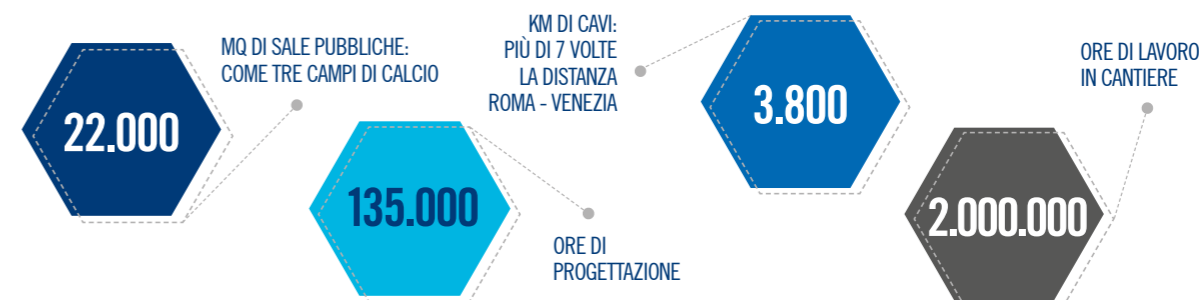 22.000
MQ DI SALE PUBBLICHE:
COME TRE CAMPI DI CALCIO
135.000
ORE DI
PROGETTAZIONE
KM DI CAVI:
PIÙ DI 7 VOLTE
LA DISTANZA
ROMA - VENEZIA
3.800
2.000.000
ORE DI LAVORO
IN CANTIERE